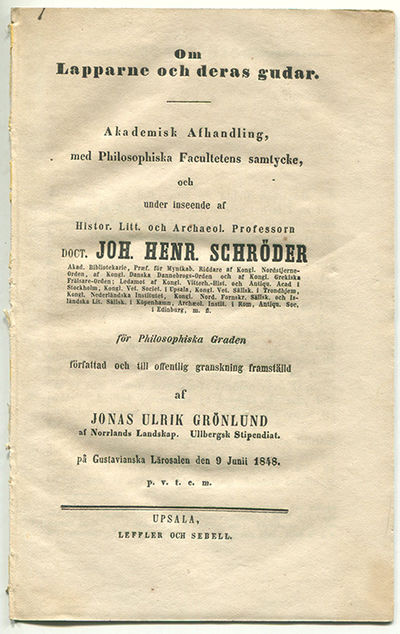 Om
Lapparne och deras gudar.
Akademisk Afhandling,
med Philosophiska Facultetens samtycke,
och
under inseende af
Histor. Litt. och Archaeol. Professorn
DOCT. JOH. HENR. SCHRÖDER
Akad. Bibliotekarie, Præf. för Myntkab. Riddare af Kongl. Nordstjerne-
Orden, af Kongl. Danska Dannebrogs-Orden och af Kongl. Grekiska
Frälsare-Orden; Ledamot af Kongl. Vitterh.-Hist. och Antiqu. Acad i
Stockholm, Kongl. Vet. Societ. i Upsala, Kongl. Vet. Sällsk. i Trondhjem,
Kongl. Nederländska Institutet, Kongl. Nord. Fornskr. Sällsk. och Is-
ländska Lit. Sällsk. i Köpenhamn, Archæol. Instit. i Rom, Antiqu. Soc.
i Edinburg, m. fl.
för Philosophiska Graden
författad och till offentlig granskning framställd
af
JONAS ULRIK GRÖNLUND
af Norrlands Landskap. Ullbergsk Stipendiat.
på Gustavianska Lärosalen den 9 Junii 1848.
p. v. t. e. m.
UPSALA,
LEFFLER OCH SEBELL.